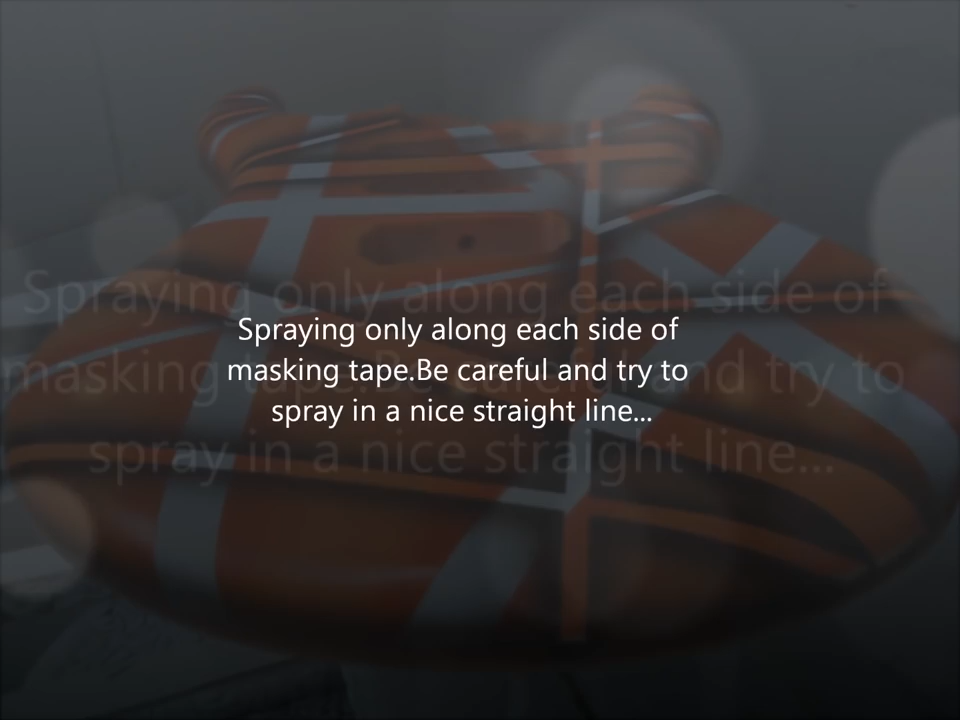 Spraying only along each side of
masking tape.Be careful and try to
spray in a nice straight line...